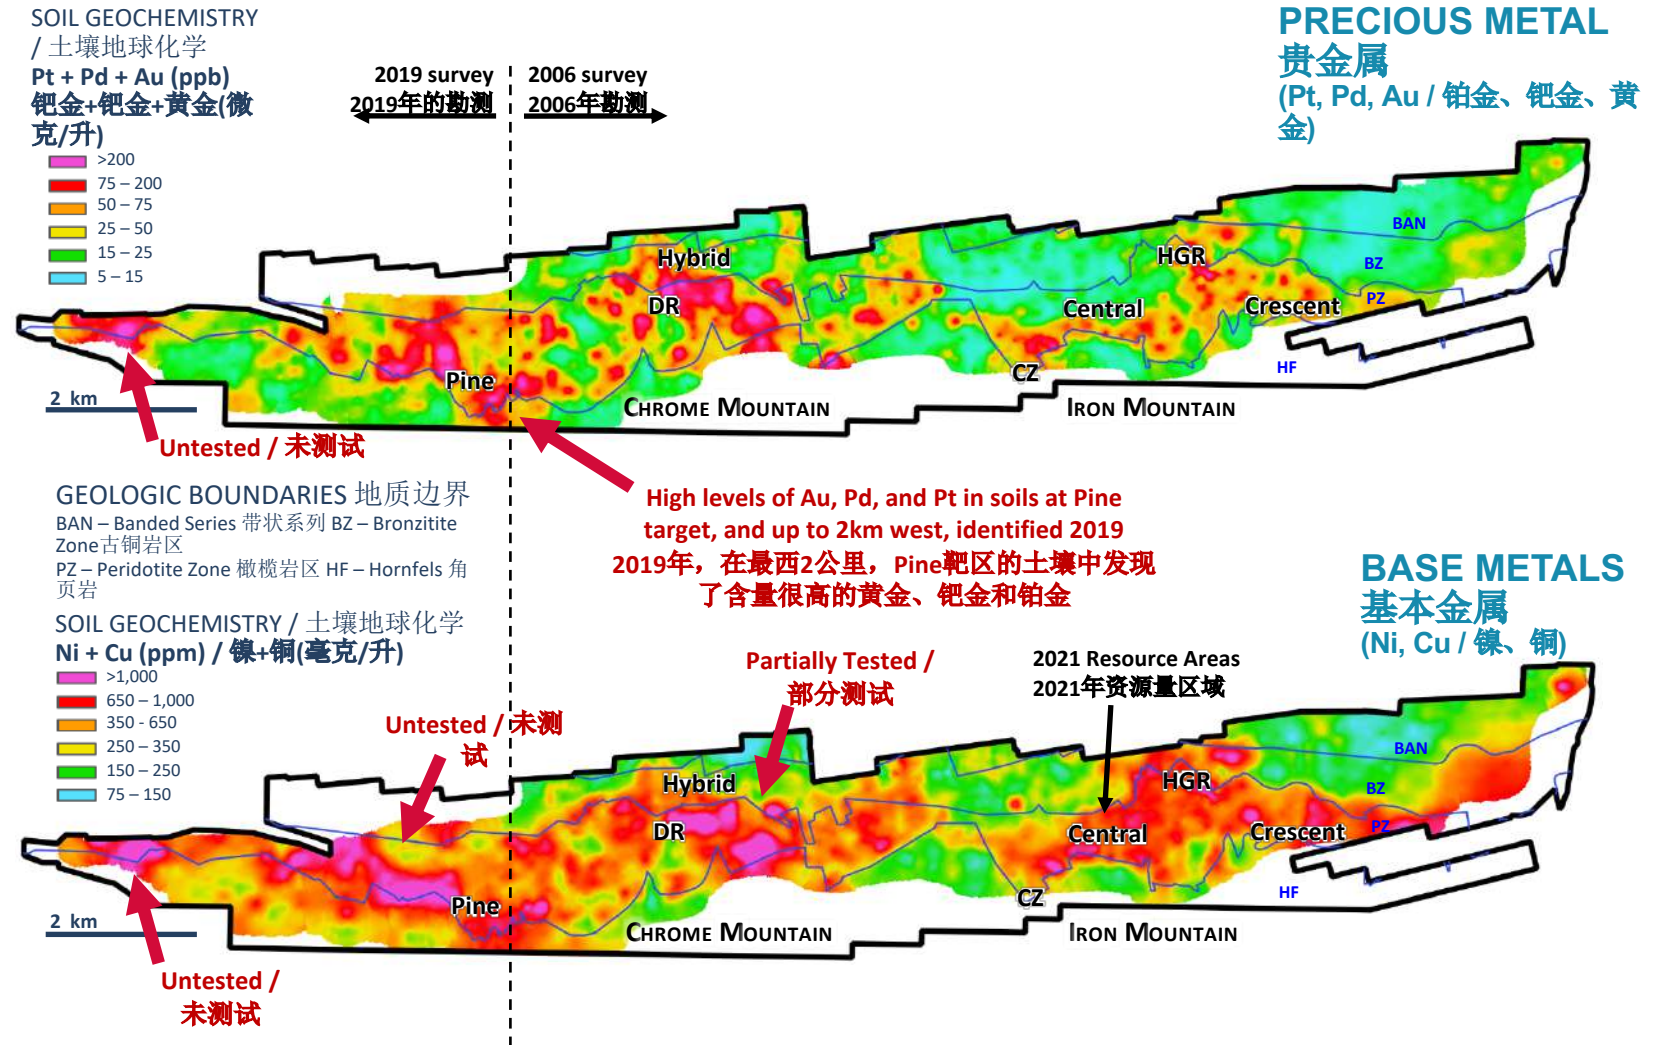 SOIL GEOCHEMISTRY
/ 土壤地球化学
Pt + Pd + Au (ppb)
钯金+钯金+黄金(微
克/升)
>200
75 – 200
50 – 75
25 – 50
15 – 25
5 – 15
2019 survey
2019年的勘测
2006 survey
2006年勘测
PRECIOUS METAL
贵金属
(Pt, Pd, Au / 铂金、钯金、黄
金)
BAN
Hybrid
HGR
BZ
DR
Central
Crescent
PZ
Pine
CZ
HF
2 km
CHROME MOUNTAIN
IRON MOUNTAIN
Untested / 未测试
GEOLOGIC BOUNDARIES 地质边界
BAN – Banded Series 带状系列 BZ – Bronzitite
Zone古铜岩区
PZ – Peridotite Zone 橄榄岩区 HF – Hornfels 角
页岩
High levels of Au, Pd, and Pt in soils at Pine
target, and up to 2km west, identified 2019
2019年，在最西2公里，Pine靶区的土壤中发现
了含量很高的黄金、钯金和铂金
BASE METALS
基本金属
(Ni, Cu / 镍、铜)
SOIL GEOCHEMISTRY / 土壤地球化学
Ni + Cu (ppm) / 镍+铜(毫克/升)
>1,000
650 – 1,000
350 - 650
250 – 350
150 – 250
75 – 150
Untested / 未测
试
Partially Tested /
部分测试
2021 Resource Areas
2021年资源量区域
BAN
Hybrid
HGR
BZ
DR
Central
Crescent
PZ
Pine
CZ
HF
2 km
CHROME MOUNTAIN
IRON MOUNTAIN
Untested /
未测试